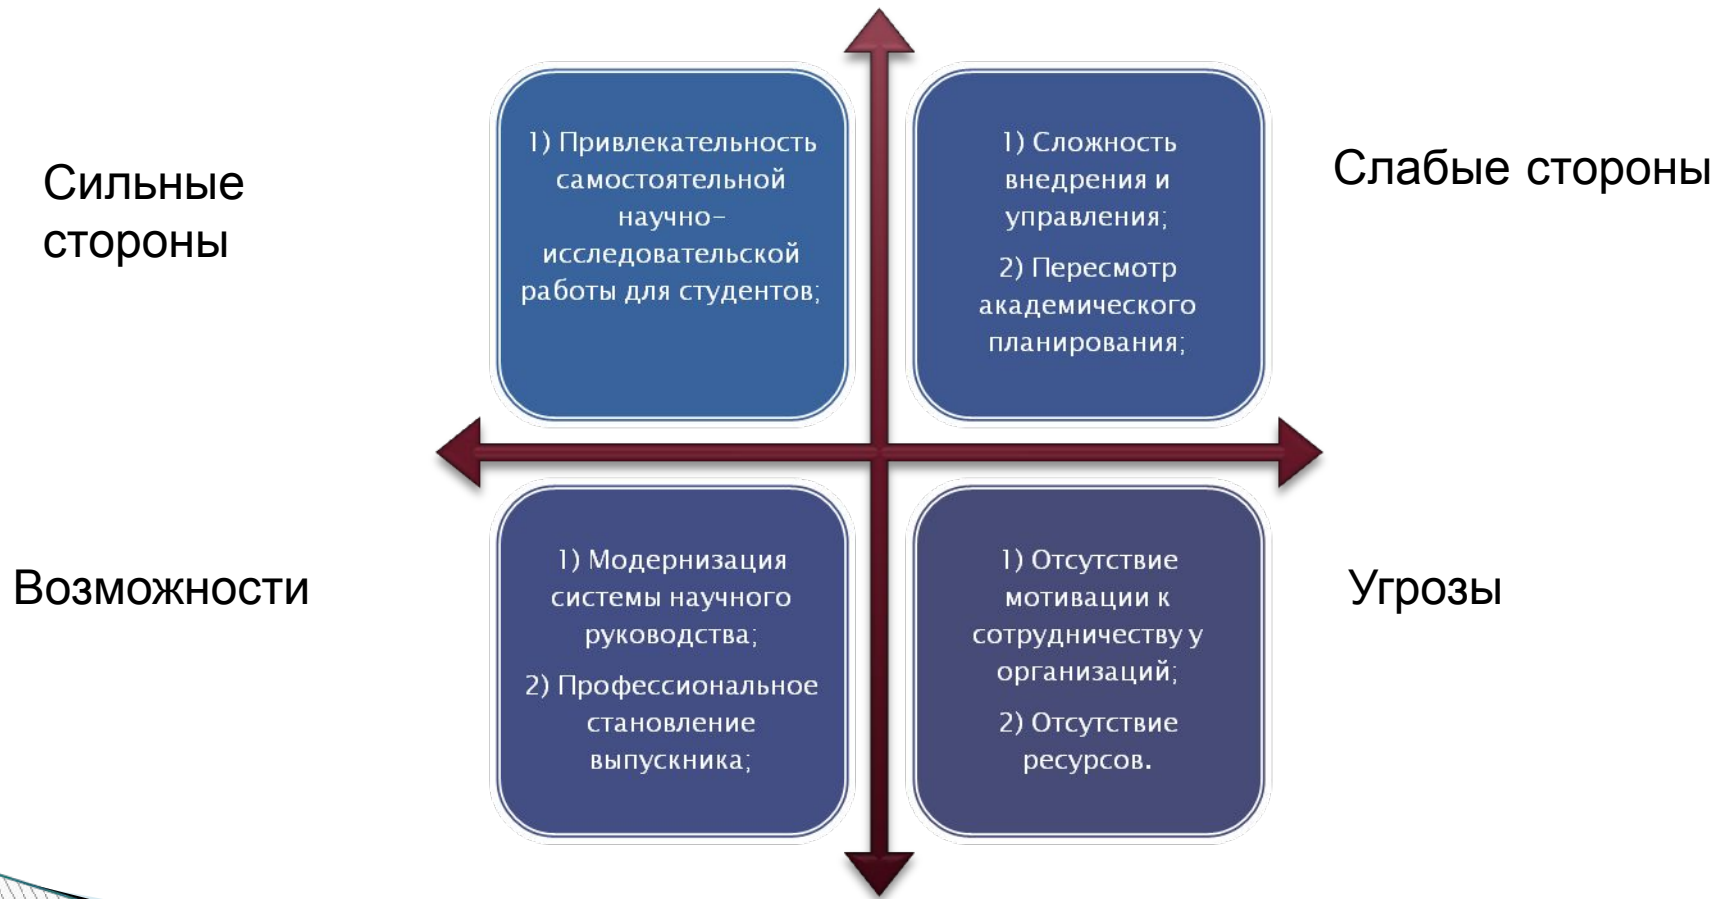 Сильные
стороны
1) Привлекательность
самостоятельной
научно-
исследовательской
работы для студентов;
1) Сложность
внедрения и
управления;
2) Пересмотр
академического
планирования;
Слабые стороны
Возможности
1) Модернизация
системы научного
руководства;
2) Профессиональное
становление
выпускника;
1) Отсутствие
мотивации к
сотрудничеству у
организаций;
2) Отсутствие
ресурсов.
Угрозы